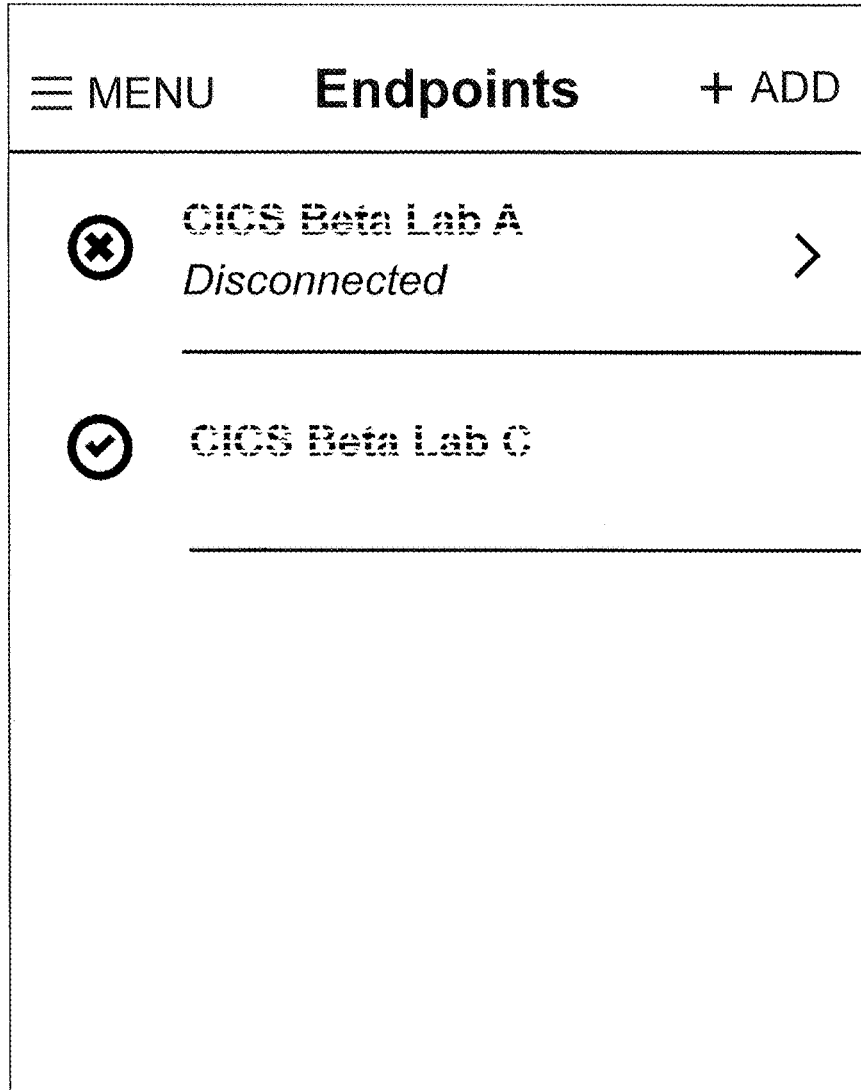 MENU Endpoints + ADD
CICS Beta Lab A
Disconnected
CICS Beta Lab C